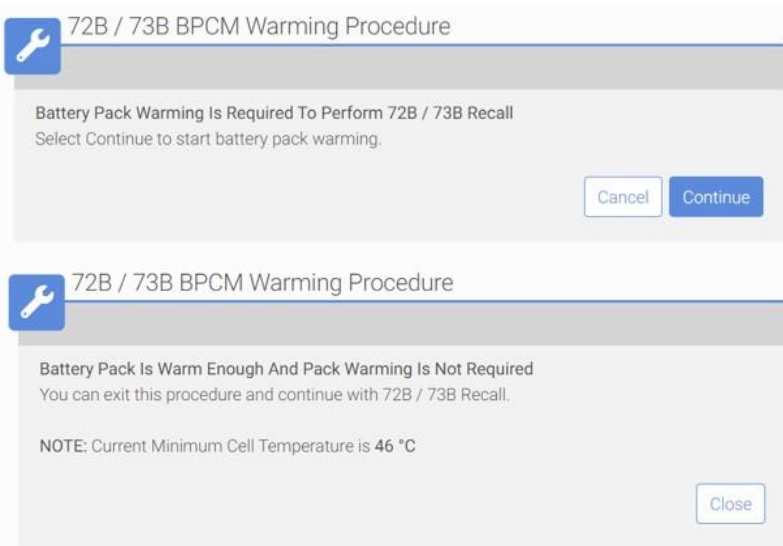 72B / 73B BPCM Warming Procedure
Battery Pack Warming Is Required To Perform 72B / 73B Recall
Select Continue to start battery pack warming.
Cancel Continue
72B / 73B BPCM Warming Procedure
Battery Pack Is Warm Enough And Pack Warming Is Not Required
You can exit this procedure and continue with 72B / 73B Recall.
NOTE: Current Minimum Cell Temperature is 46 °C
Close